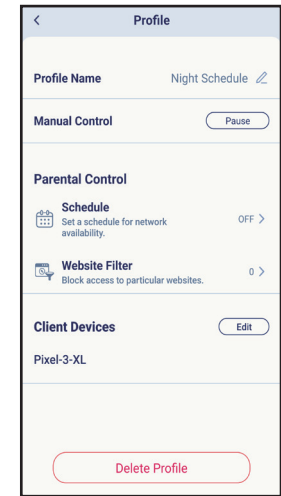 Profile
Profile Name Night Schedule
Manual Control Pause
Parental Control
Schedule
Set a schedule for network
availability.
OFF
Website Filter
Block access to particular websites.
0
Client Devices Edit
Pixel-3-XL
Delete Profile